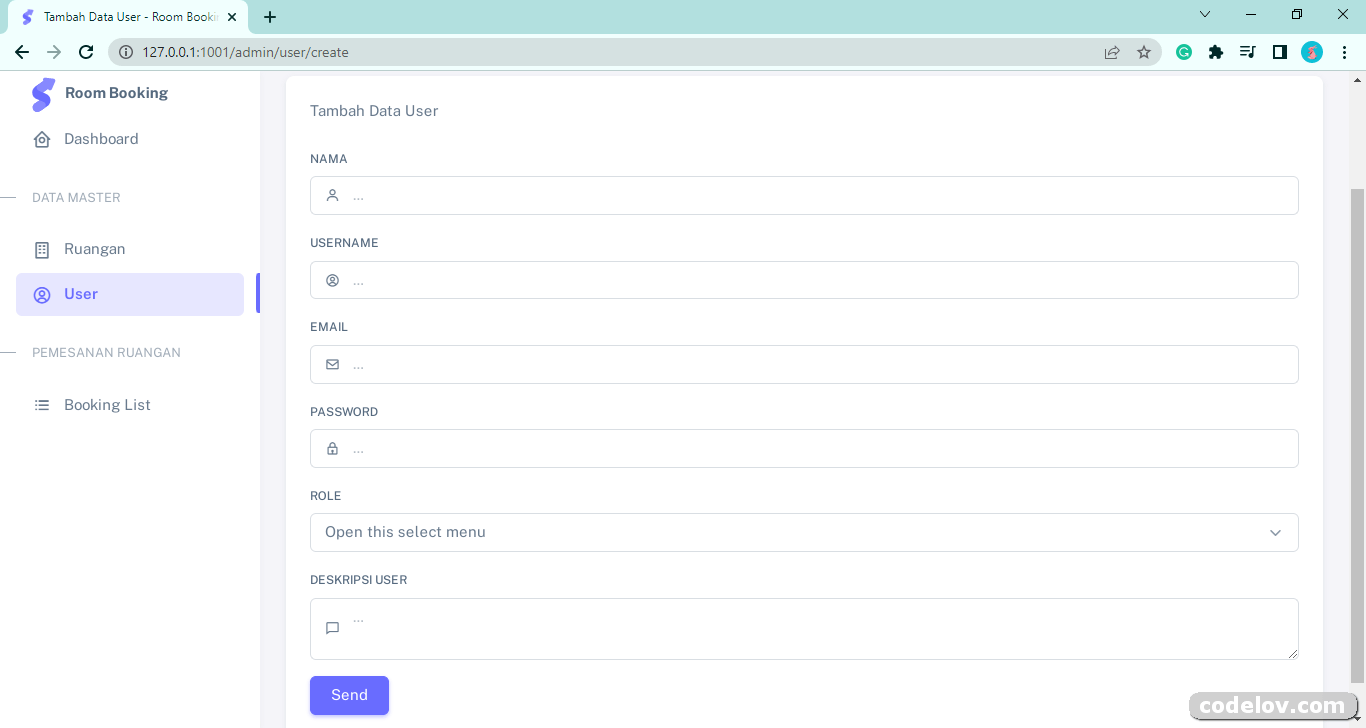 Tambah Data User - Room Bookin
127.0.0.1:1001/admin/user/create
Room Booking
Dashboard
DATA MASTER
Ruangan
User
PEMESANAN RUANGAN
Booking List
Tambah Data User
NAMA
...
USERNAME
...
EMAIL
...
PASSWORD
...
ROLE
Open this select menu
DESKRIPSI USER
...
Send
codelov.com